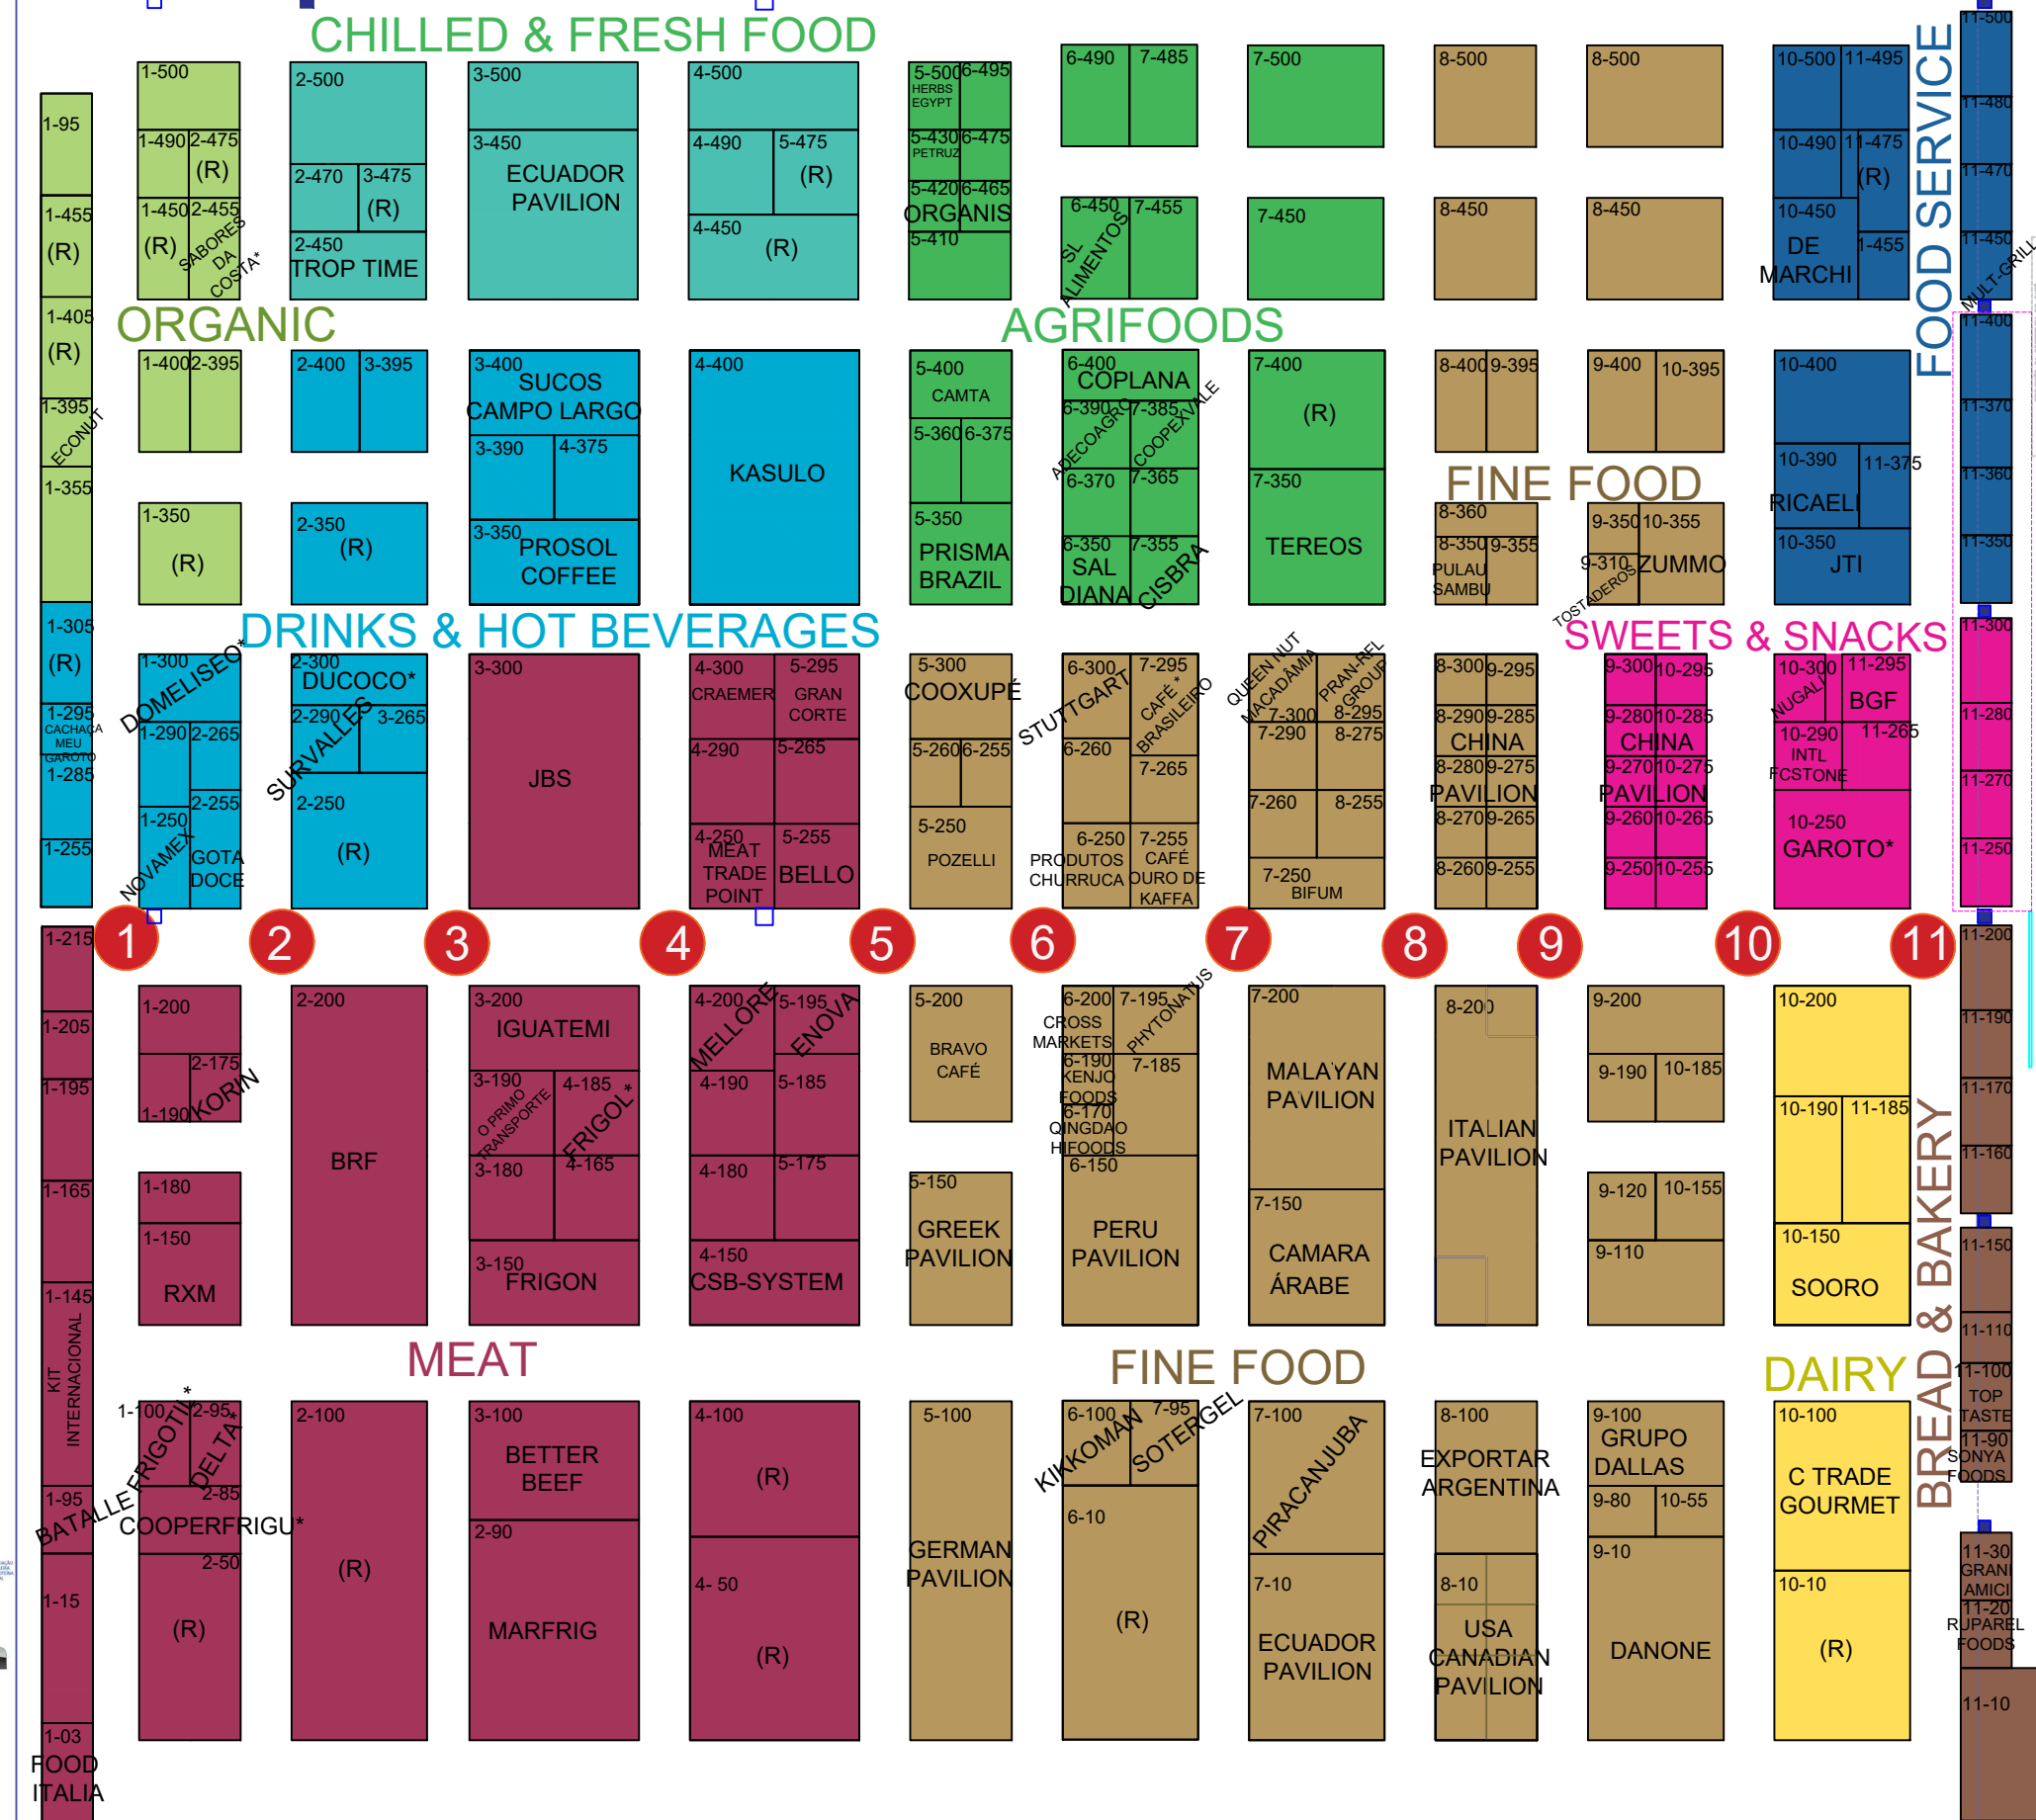 CHILLED & FRESH FOOD
ORGANIC
AGRIFOODS
FOOD SERVICE
FINE FOOD
DRINKS & HOT BEVERAGES
SWEETS & SNACKS
MEAT
FINE FOOD
DAIRY
BREAD & BAKERY
1-95
1-455
(R)
1-405
(R)
1-395
ECONUT
1-355
1-305
(R)
1-295
CACHAÇA
MEU
GAROTO
1-285
1-255
1-500
1-490
2-475
(R)
1-450
(R)
2-455
SABORES
DA
COSTA*
2-500
2-470
3-475
(R)
2-450
TROP TIME
3-500
3-450
ECUADOR
PAVILION
4-500
4-490
5-475
(R)
4-450
(R)
5-500
HERBS
EGYPT
6-495
5-430
PETRUZ
6-475
5-420
6-465
ORGANIS
5-410
6-490
7-485
6-450
SL
ALIMENTOS
7-455
7-500
7-450
8-500
8-450
8-500
8-450
10-500
11-495
10-490
11-475
(R)
10-450
DE
MARCHI
1-455
11-500
11-480
11-470
11-450
MULT-GRILL
1-400
2-395
1-350
(R)
2-400
3-395
2-350
(R)
3-400
SUCOS
CAMPO LARGO
3-390
4-375
3-350
PROSOL
COFFEE
4-400
KASULO
5-400
CAMTA
5-360
6-375
5-350
PRISMA
BRAZIL
6-400
COPLANA
6-390
ADECOAGRO
7-385
COOPEXVALE
6-370
7-365
6-350
SAL
DIANA
7-355
CISBRA
7-400
(R)
7-350
TEREOS
8-400
9-395
8-360
8-350
PULAU
SAMBU
9-355
9-400
10-395
9-350
10-355
ZUMMO
9-310
TOSTADEROS
10-400
10-390
RICAELI
11-375
10-350
JTI
11-400
11-370
11-360
11-350
1-300
DOMELISEO*
1-290
2-265
1-250
NOVAMEX
2-255
GOTA
DOCE
2-300
DUCOCO*
2-290
SURVALLES
3-265
2-250
(R)
3-300
JBS
4-300
CRAEMER
5-295
GRAN
CORTE
4-290
5-265
4-250
MEAT
TRADE
POINT
5-255
BELLO
5-300
COOXUPÉ
5-260
6-255
5-250
POZELLI
6-300
STUTTGART
7-295
CAFÉ *
BRASILEIRO
6-260
7-265
6-250
PRODUTOS
CHURRUCA
7-255
CAFÉ
OURO DE
KAFFA
QUEEN NUT
MACADÂMIA
7-300
PRAN-RFL
GROUP
8-295
7-290
8-275
7-260
8-255
7-250
BIFUM
8-300
9-295
8-290
9-285
CHINA
8-280
9-275
PAVILION
8-270
9-265
8-260
9-255
9-300
10-295
9-280
10-285
CHINA
9-270
10-275
PAVILION
9-260
10-265
9-250
10-255
10-300
NUGALI
11-295
BGF
10-290
INTL
FCSTONE
11-265
10-250
GAROTO*
11-300
11-280
11-270
11-250
1
2
3
4
5
6
7
8
9
10
11
1-215
1-205
1-195
1-165
1-145
KIT
INTERNACIONAL
1-95
BATALLE
1-15
1-03
FOOD
ITALIA
1-200
2-175
KORIN
1-190
1-180
1-150
RXM
2-200
BRF
3-200
IGUATEMI
3-190
O PRIMO
TRANSPORTE
4-185
FRIGOL*
3-180
4-165
3-150
FRIGON
4-200
MELLORE
5-195
ENOVA
4-190
5-185
4-180
5-175
4-150
CSB-SYSTEM
5-200
BRAVO
CAFÉ
5-150
GREEK
PAVILION
6-200
CROSS
MARKETS
7-195
PHYTONATUS
6-190
KENJO
FOODS
7-185
6-170
QINGDAO
HIFOODS
6-150
PERU
PAVILION
7-200
MALAYAN
PAVILION
7-150
CAMARA
ÁRABE
8-200
ITALIAN
PAVILION
9-200
9-190
10-185
9-120
10-155
9-110
10-200
10-190
11-185
10-150
SOORO
11-200
11-190
11-170
11-160
11-150
11-110
11-100
TOP
TASTE
11-90
SONYA
FOODS
1-100
FRIGOTIL*
2-95
DELTA*
2-85
COOPERFRIGU*
2-50
(R)
2-100
(R)
3-100
BETTER
BEEF
2-90
MARFRIG
4-100
(R)
4- 50
(R)
5-100
GERMAN
PAVILION
6-100
KIKKOMAN
7-95
SOTERGEL
6-10
(R)
7-100
PIRACANJUBA
7-10
ECUADOR
PAVILION
8-100
EXPORTAR
ARGENTINA
8-10
USA
CANADIAN
PAVILION
9-100
GRUPO
DALLAS
9-80
10-55
9-10
DANONE
10-100
C TRADE
GOURMET
10-10
(R)
11-30
GRANI
AMICI
11-20
RUPAREL
FOODS
11-10